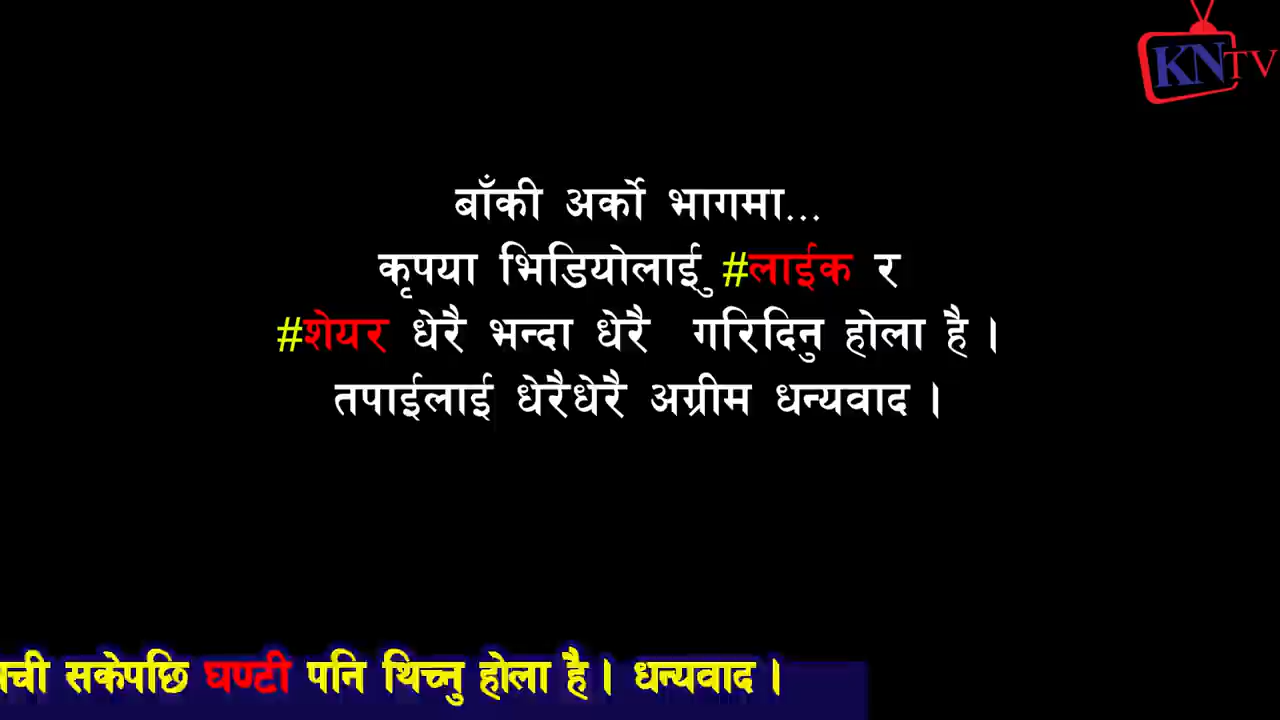 KNTV
बाँकी अर्को भागमा...
कृपया भिडियोलाई #लाईक र
#शेयर धेरै भन्दा धेरै गरिदिनु होला है ।
तपाईलाई धेरैधेरै अग्रीम धन्यवाद ।
सकेपछि घण्टी पनि थिच्नु होला है । धन्यवाद ।